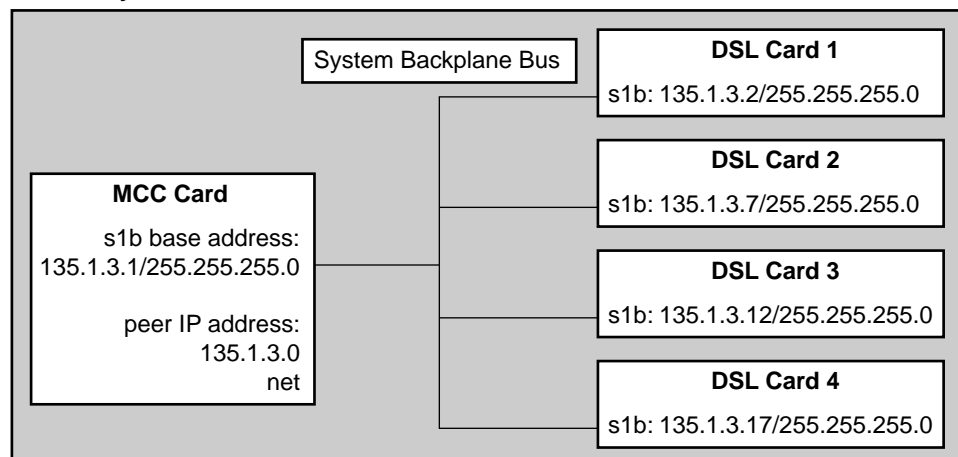 System Backplane Bus
MCC Card
s1b base address:
135.1.3.1/255.255.255.0
peer IP address:
135.1.3.0
net
DSL Card 1
s1b: 135.1.3.2/255.255.255.0
DSL Card 2
s1b: 135.1.3.7/255.255.255.0
DSL Card 3
s1b: 135.1.3.12/255.255.255.0
DSL Card 4
s1b: 135.1.3.17/255.255.255.0